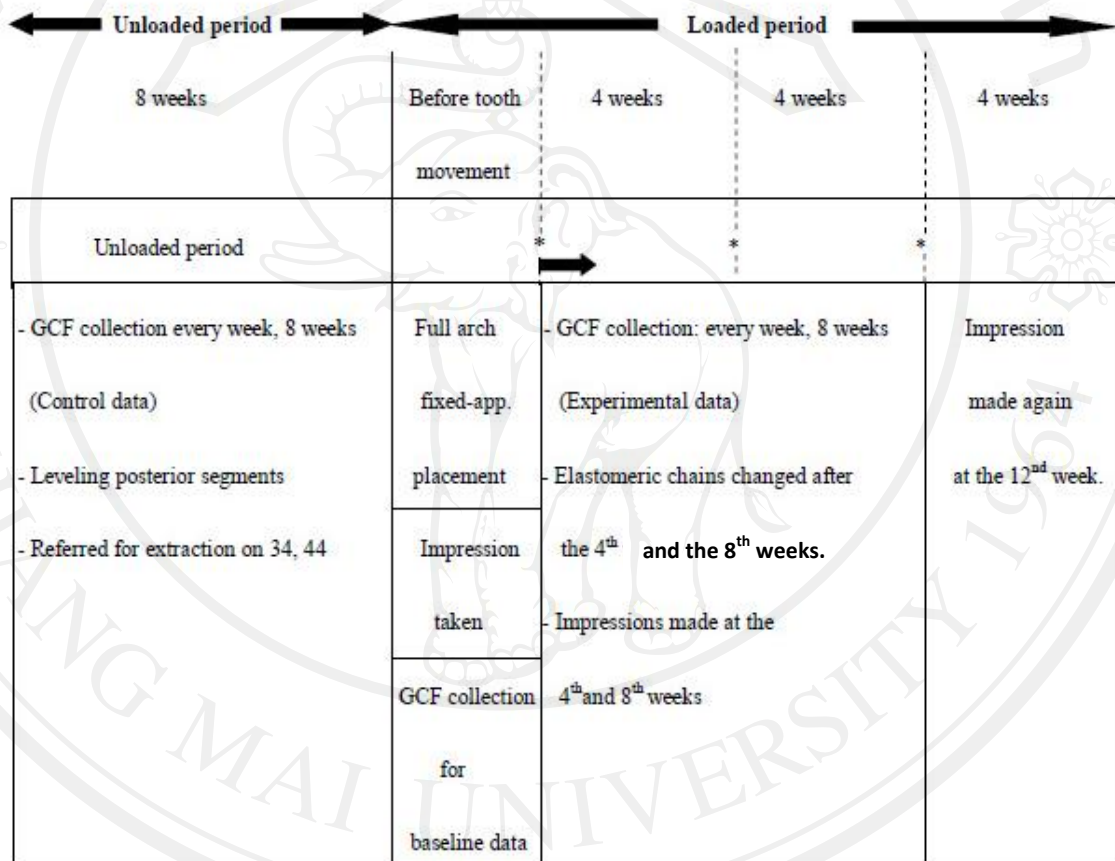 Unloaded period
Loaded period
8 weeks
Before tooth
movement
4 weeks
4 weeks
4 weeks
Unloaded period
*
*
*
- GCF collection every week, 8 weeks
(Control data)
- Leveling posterior segments
- Referred for extraction on 34, 44
Full arch
fixed-app.
placement
Impression
taken
GCF collection
for
baseline data
- GCF collection: every week, 8 weeks
(Experimental data)
- Elastomeric chains changed after
the 4th and the 8th weeks.
- Impressions made at the
4th and 8th weeks
Impression
made again
at the 12nd week.
ANG MAI UNIVERSITY 1964